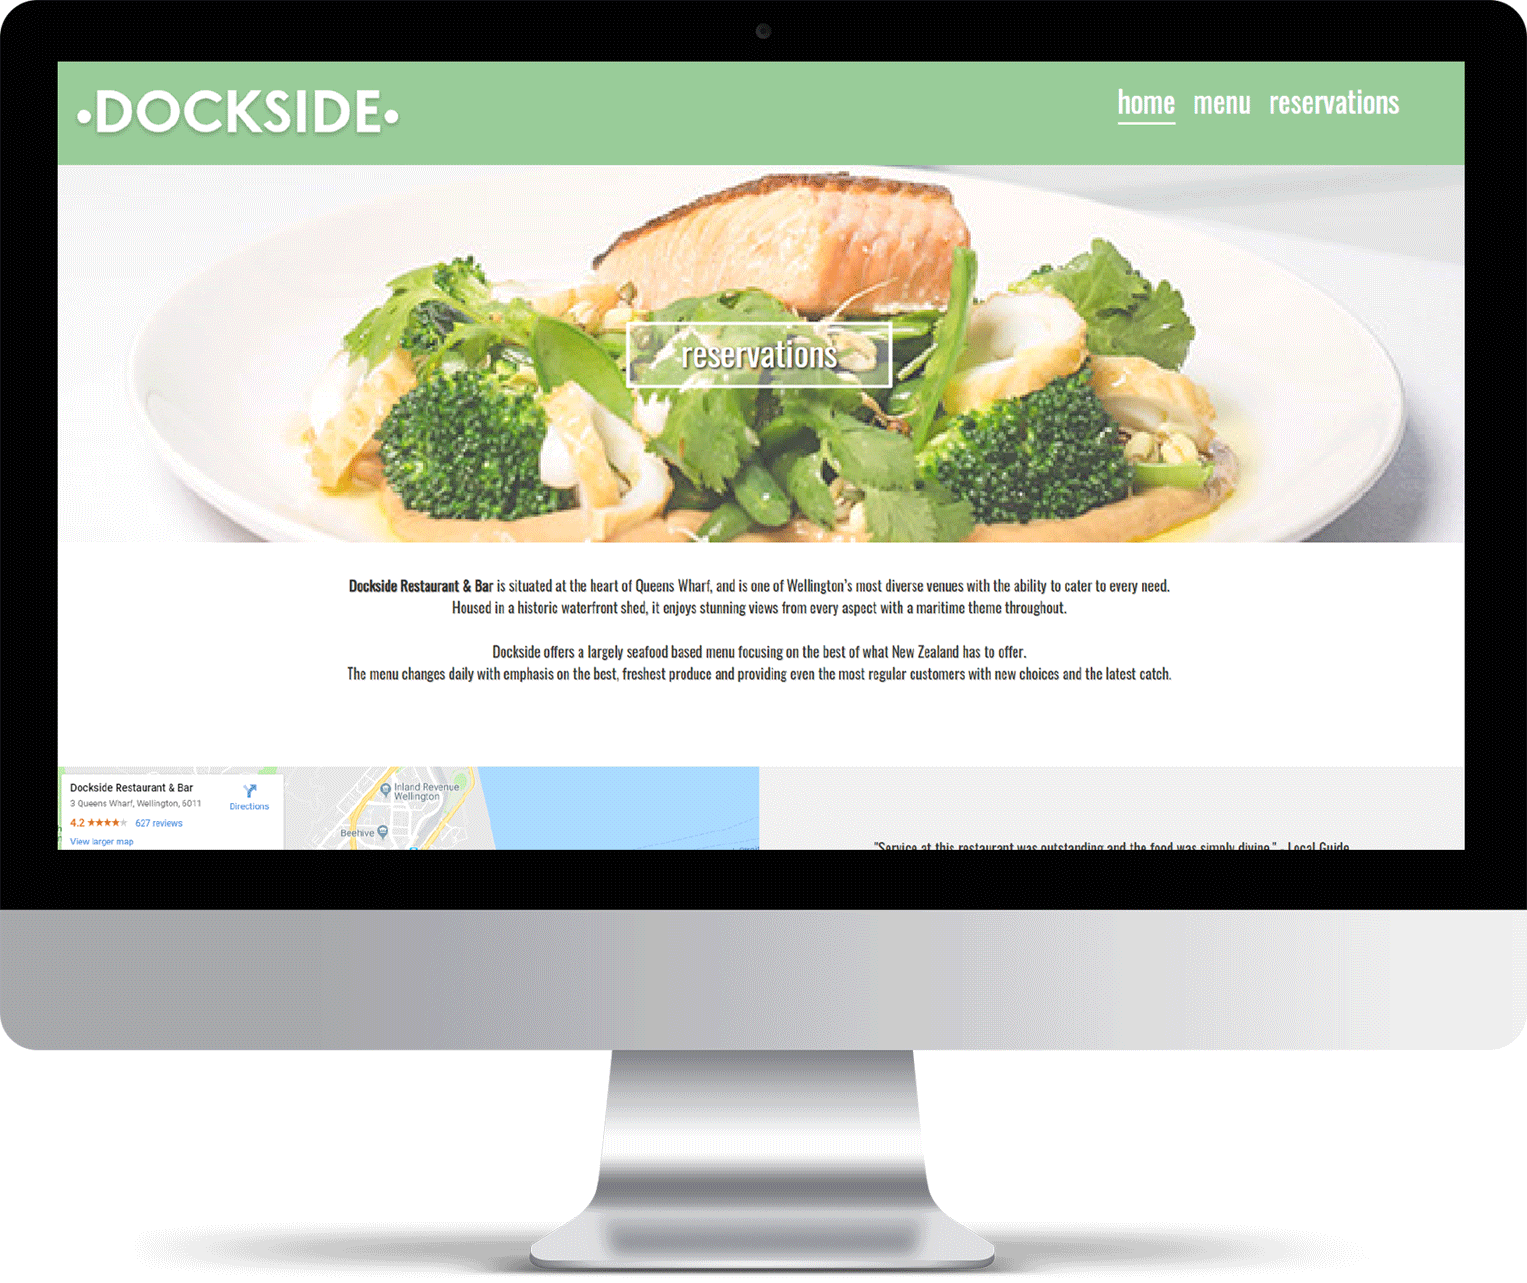 •DOCKSIDE•
home menu reservations
reservations
Dockside Restaurant & Bar is situated at the heart of Queens Wharf, and is one of Wellington's most diverse venues with the ability to cater to every need.
Housed in a historic waterfront shed, it enjoys stunning views from every aspect with a maritime theme throughout.
Dockside offers a largely seafood based menu focusing on the best of what New Zealand has to offer.
The menu changes daily with emphasis on the best, freshest produce and providing even the most regular customers with new choices and the latest catch.
Dockside Restaurant & Bar
3 Queens Wharf, Wellington, 6011
4.2 ★★★★★ 627 reviews
View larger map
Directions
Inland Revenue
Wellington
Beehive
"Service at this restaurant was outstanding and the food was simply divine." - Local Guide